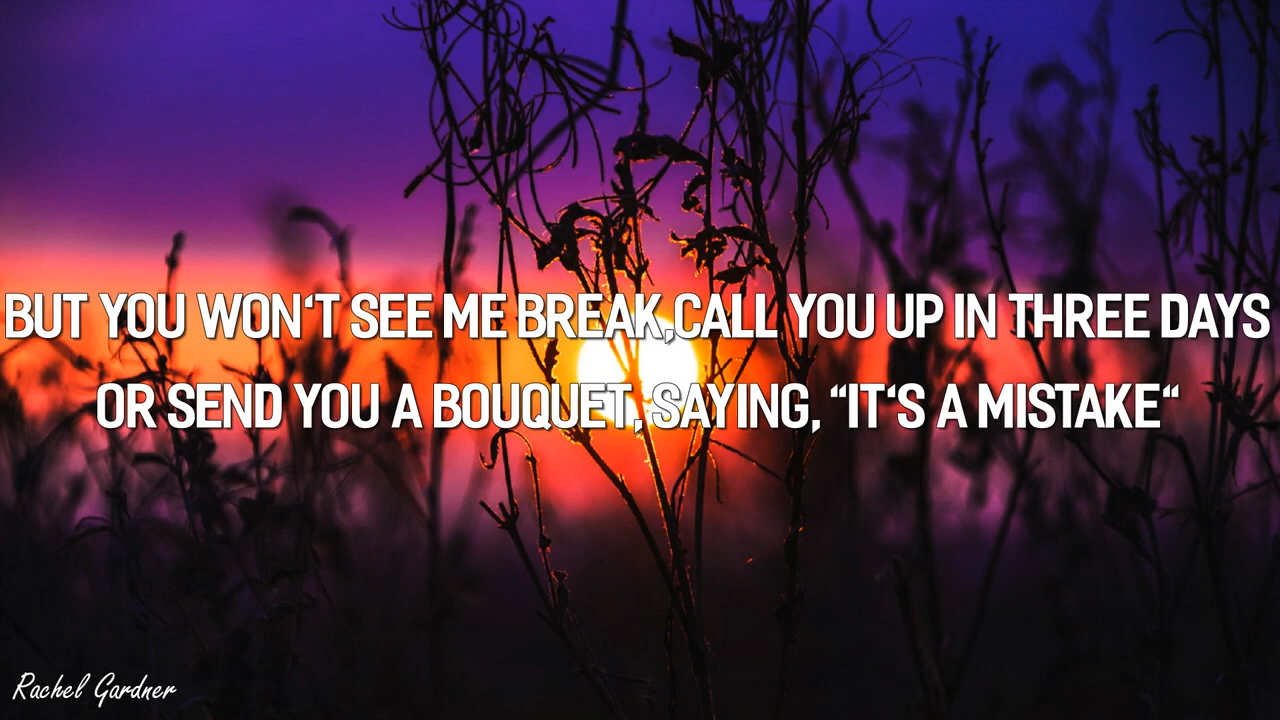 BUT YOU WON‘T SEE ME BREAK,CALL YOU UP IN THREE DAYS
OR SEND YOU A BOUQUET, SAYING, “IT‘S A MISTAKE“
Rachel Gardner